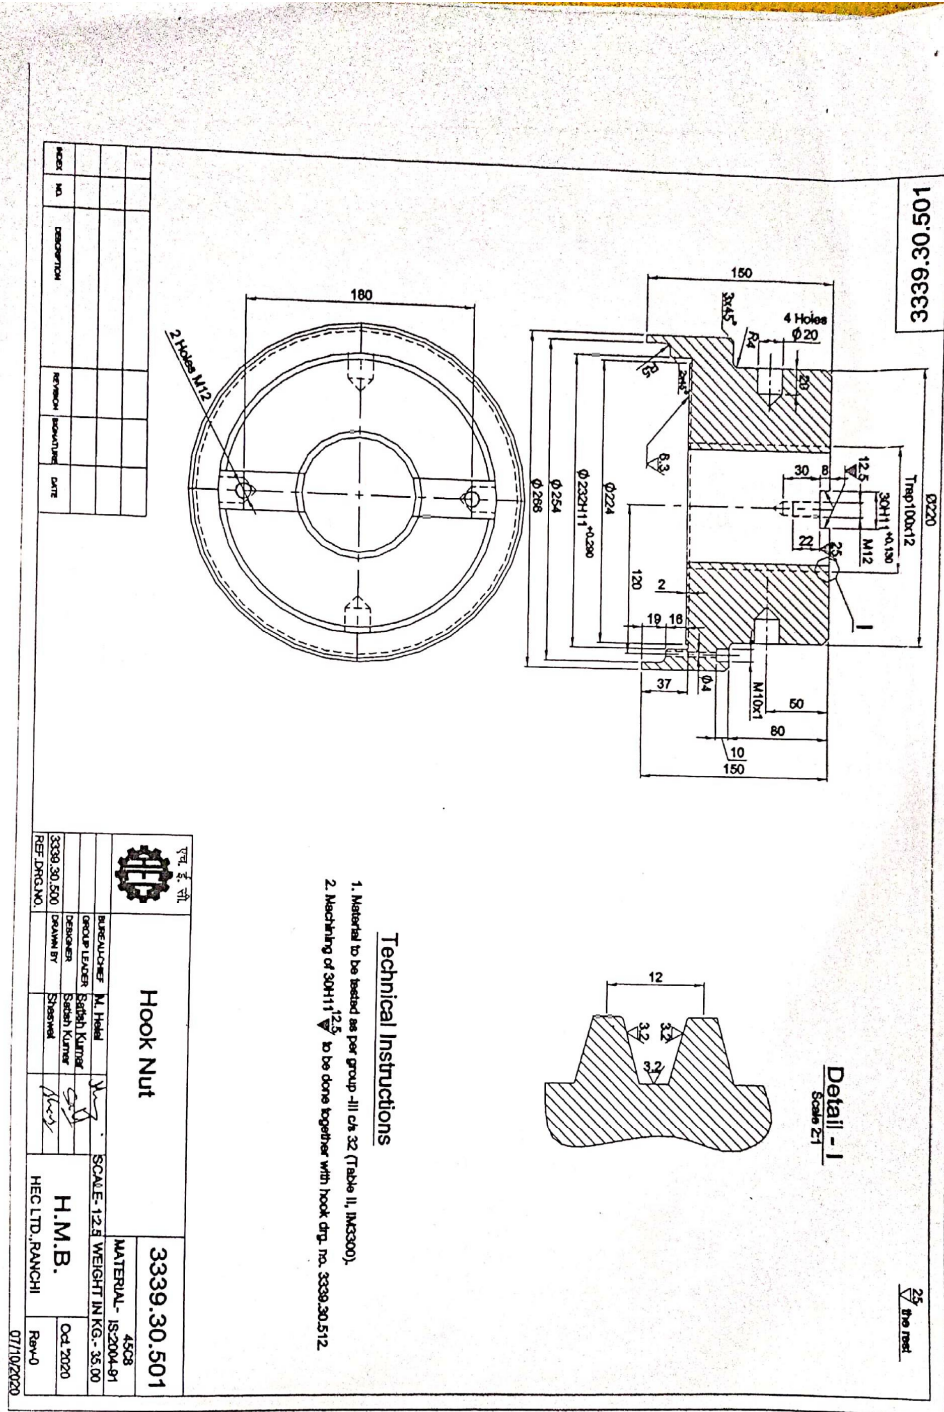 3339.30.501
Ø220
Trap100x12
30H11 +0.130
M12
12.5
8
30
22
25
4 Holes
Ø20
28
150
R4
3x45°
R5
2x45°
6.3
I
50
80
10
150
M10x1
Ø4
37
16
19
2
120
Ø224
Ø232H11 +0.290
Ø254
Ø266
180
2 Holes M12
Detail - I
Scale 2:1
12
3.2
3.2
3.2
25 the rest
Technical Instructions
1. Material to be tested as per group -III c/s 32 (Table II, IM3300).
2. Machining of 30H11 12.5 to be done together with hook drg. no. 3339.30.512
INDEX NO. DESCRIPTION REVISION SIGNATURE DATE
एच. ई. सी.
HEC
Hook Nut
3339.30.501
MATERIAL- 45C8
IS:2004-91
BUREAU-CHIEF M. Helal
SCALE- 1:2.5 WEIGHT IN KG.- 35.00
GROUP LEADER Satish Kumar
DESIGNER Satish Kumar
DRAWN BY Shaswat
3339.30.500
REF.DRG.NO.
H.M.B.
HEC LTD.,RANCHI
Oct.'2020
Rev-0
07/10/2020